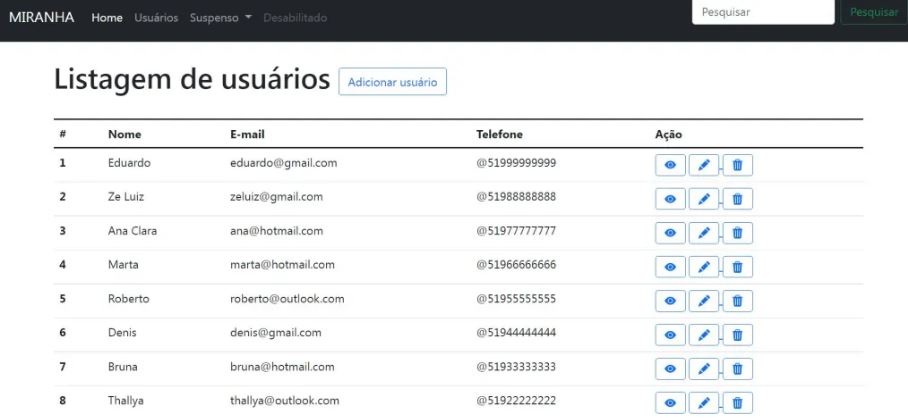 MIRANHA Home Usuários Suspenso Desabilitado Pesquisar Pesquisar
Listagem de usuários Adicionar usuário
# Nome E-mail Telefone Ação
1 Eduardo eduardo@gmail.com @51999999999
2 Ze Luiz zeluiz@gmail.com @51988888888
3 Ana Clara ana@hotmail.com @51977777777
4 Marta marta@hotmail.com @51966666666
5 Roberto roberto@outlook.com @51955555555
6 Denis denis@gmail.com @51944444444
7 Bruna bruna@hotmail.com @51933333333
8 Thallya thallya@outlook.com @51922222222